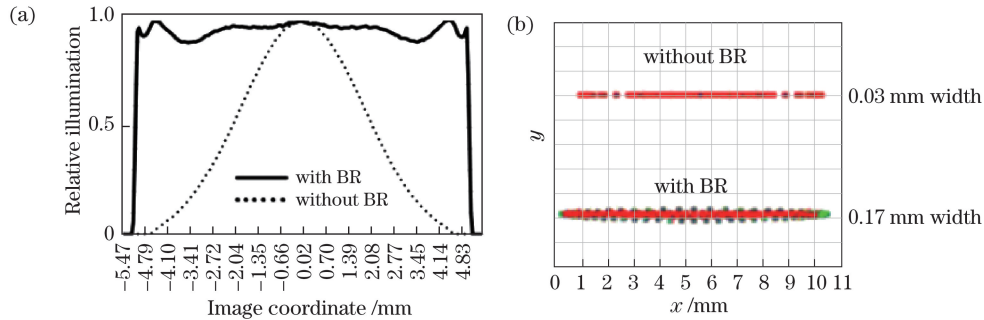 (a)
1.0
0.5
0
Relative illumination
with BR
without BR
−5.47 −4.79 −4.10 −3.41 −2.72 −2.04 −1.35 −0.66 0.02 0.70 1.39 2.08 2.77 3.45 4.14 4.83
Image coordinate /mm
(b)
without BR
0.03 mm width
y
with BR
0.17 mm width
0 1 2 3 4 5 6 7 8 9 10 11
x /mm